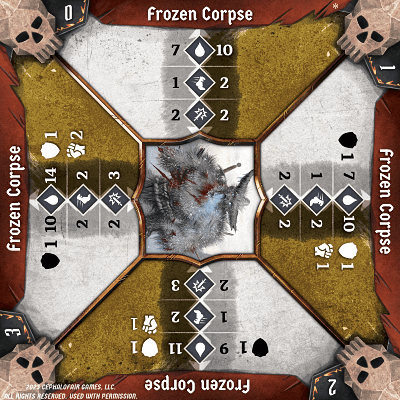 0
Frozen Corpse
*
7 10
1 2
2 2
1
Frozen Corpse
1 7 10 1
1 2 1
2 2
2
Frozen Corpse
1 9 11 1
1 2 1
2 3
3
Frozen Corpse
1 10 14 1
2 2 2
2 3
2023 CEPHALOFAIR GAMES, LLC.
ALL RIGHTS RESERVED. USED WITH PERMISSION.